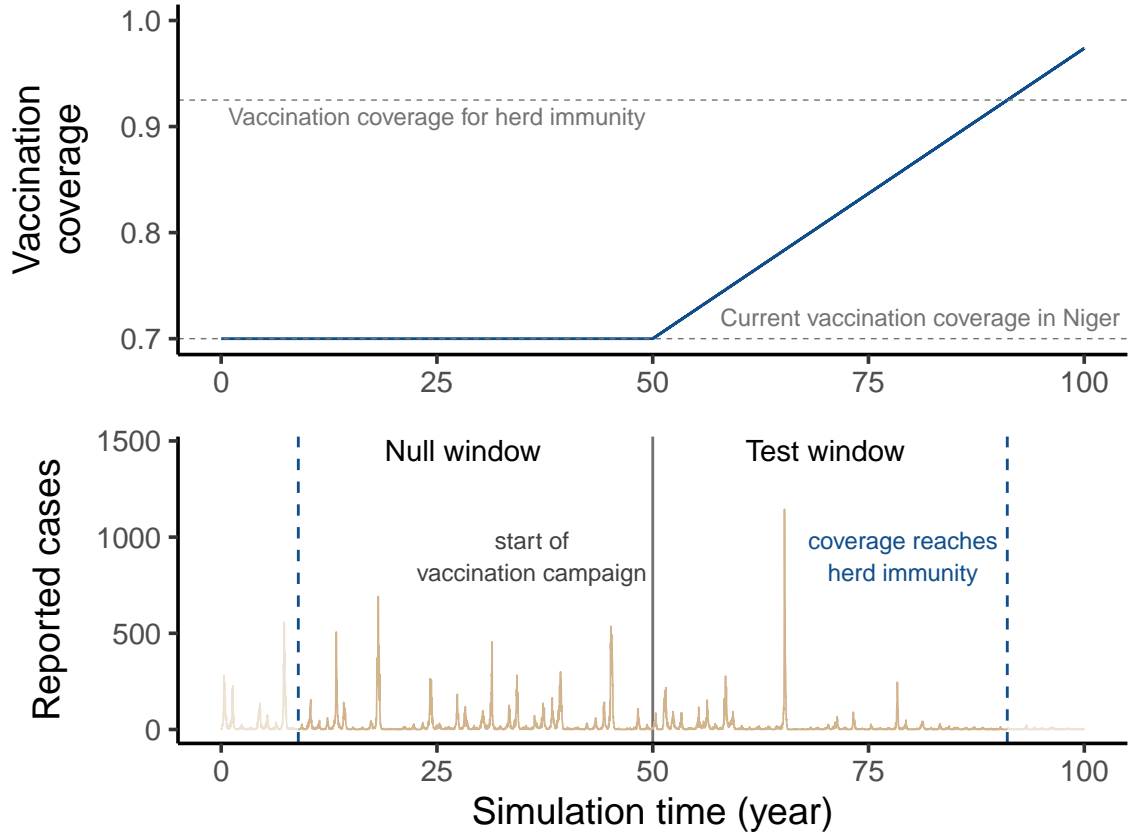 Vaccination
coverage
1.0
0.9
0.8
0.7
Vaccination coverage for herd immunity
Current vaccination coverage in Niger
0
25
50
75
100
Reported cases
1500
1000
500
0
Null window
Test window
start of
vaccination campaign
coverage reaches
herd immunity
0
25
50
75
100
Simulation time (year)